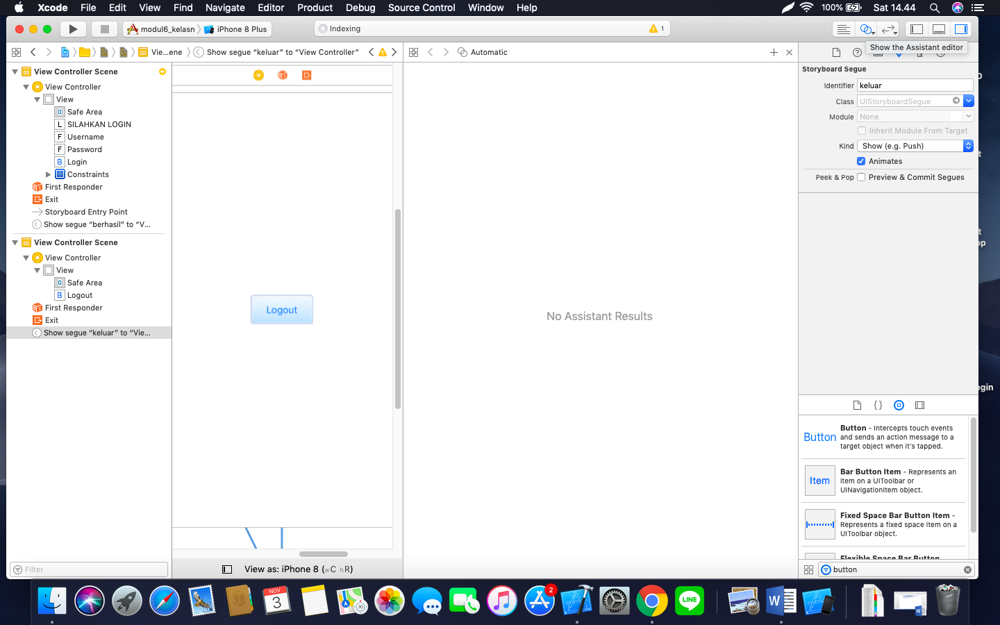 Xcode File Edit View Find Navigate Editor Product Debug Source Control Window Help 100% Sat 14.44
modul6_kelasn iPhone 8 Plus Indexing 1
Show the Assistant editor
Vie...ene Show segue “keluar” to “View Controller” Automatic
View Controller Scene
View Controller
View
Safe Area
L SILAHKAN LOGIN
F Username
F Password
B Login
Constraints
First Responder
Exit
Storyboard Entry Point
Show segue “berhasil” to “V...
View Controller Scene
View Controller
View
Safe Area
B Logout
First Responder
Exit
Show segue “keluar” to “Vie...
Filter
Logout
View as: iPhone 8 (wC hR)
No Assistant Results
Storyboard Segue
Identifier keluar
Class UIStoryboardSegue
Module None
Inherit Module From Target
Kind Show (e.g. Push)
Animates
Peek & Pop Preview & Commit Segues
Button
Button - Intercepts touch events
and sends an action message to a
target object when it's tapped.
Item
Bar Button Item - Represents an
item on a UIToolbar or
UINavigationItem object.
Fixed Space Bar Button Item -
Represents a fixed space item on a
UIToolbar object.
Flexible Space Bar Button
button
NOV
3
3D
2
LINE
W